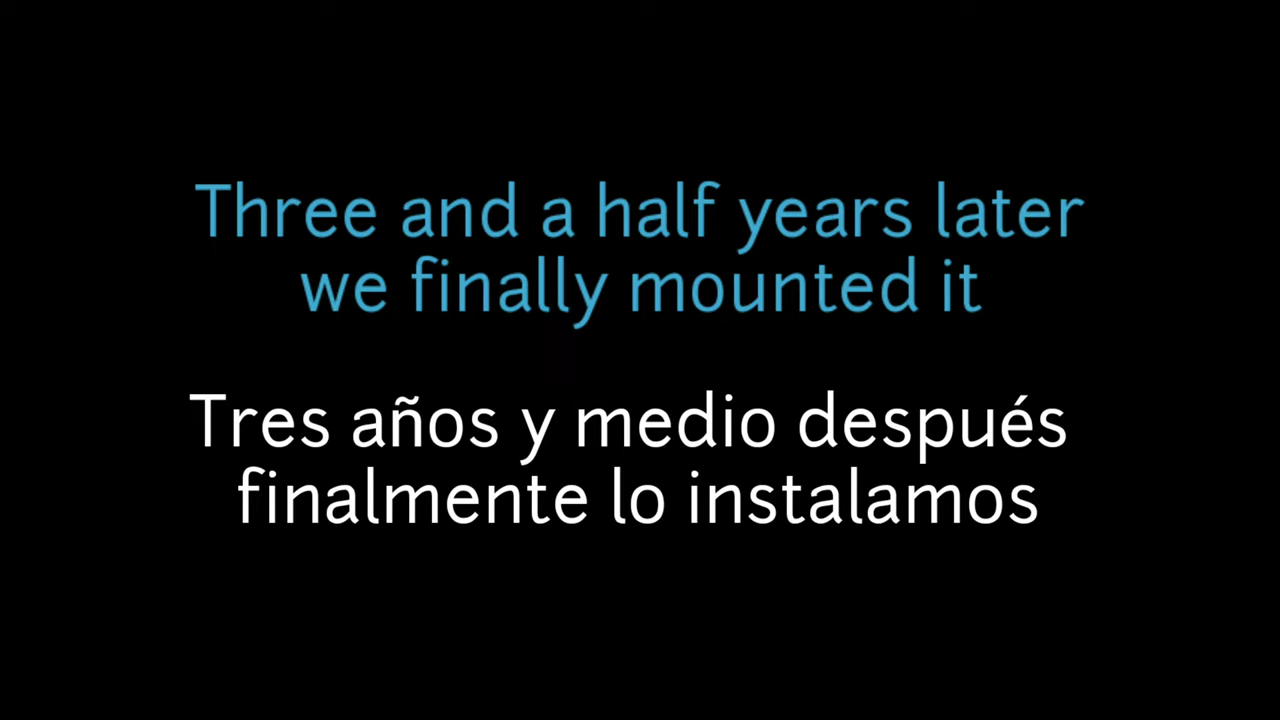 Three and a half years later
we finally mounted it
Tres años y medio después
finalmente lo instalamos